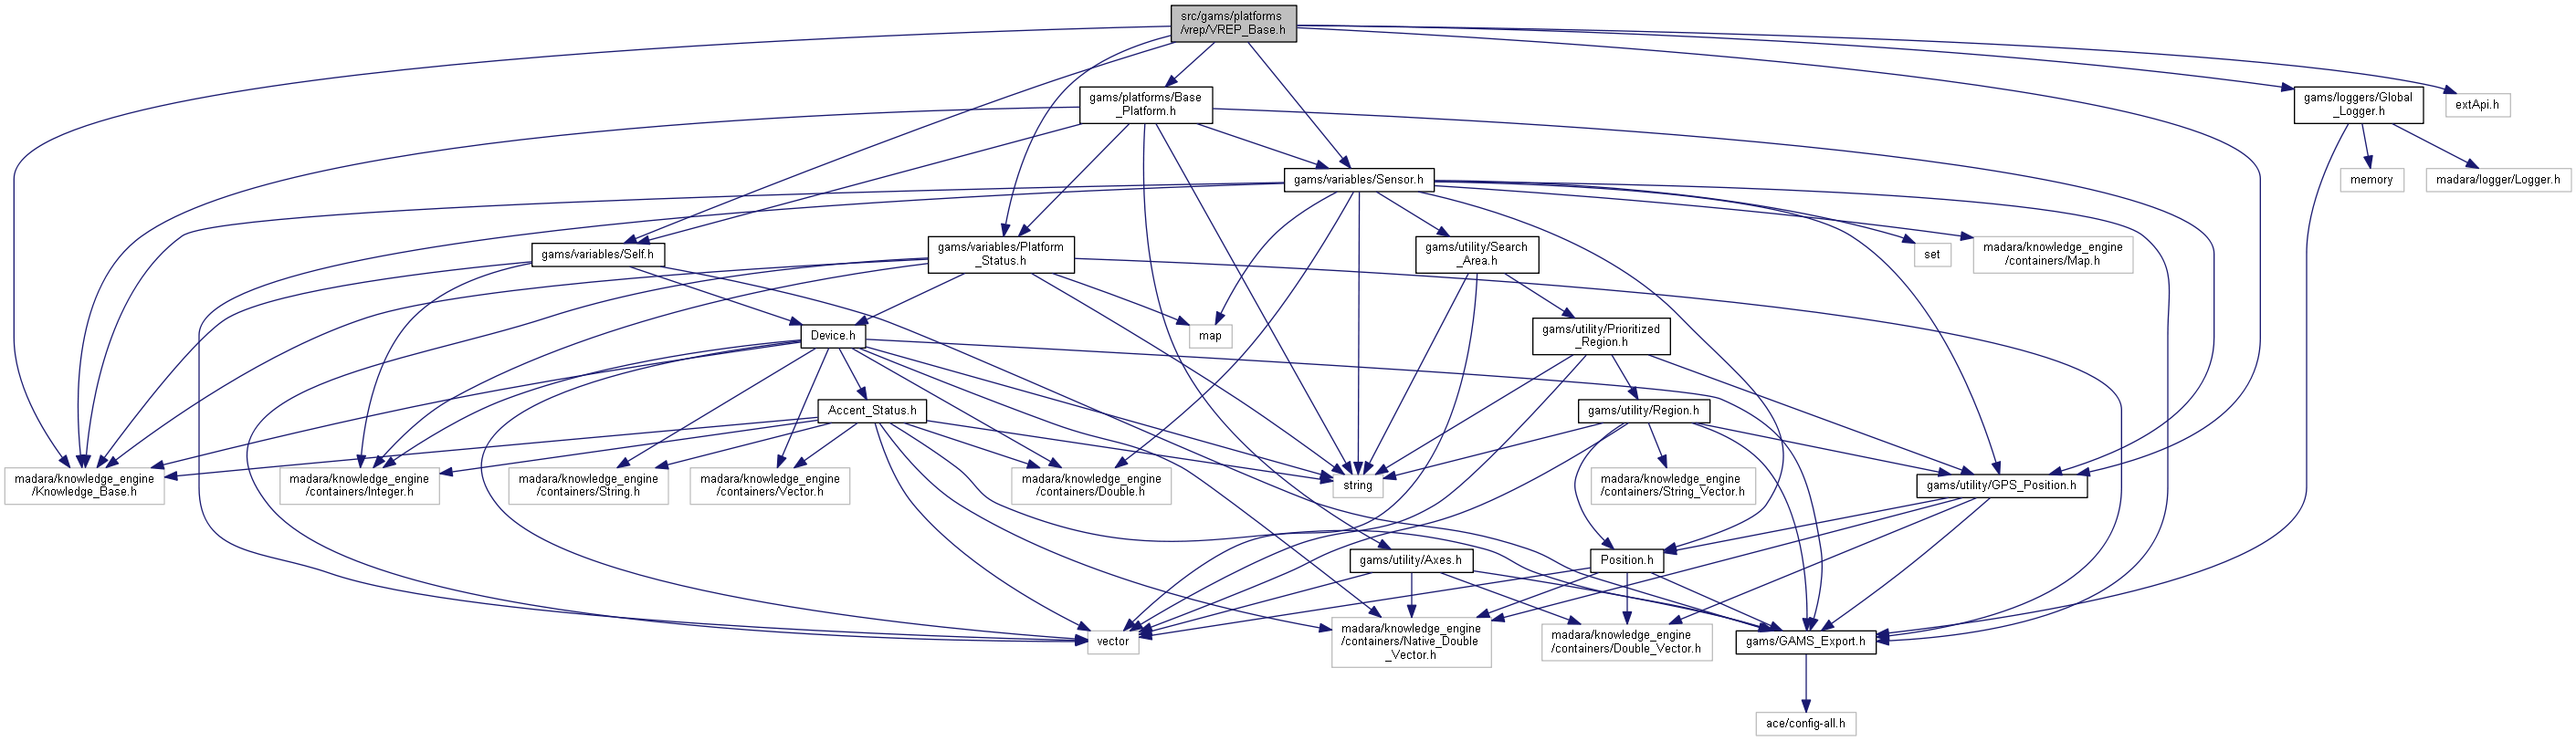 src/gams/platforms
/vrep/VREP_Base.h
gams/platforms/Base
_Platform.h
gams/loggers/Global
_Logger.h
extApi.h
gams/variables/Sensor.h
memory
madara/logger/Logger.h
gams/variables/Self.h
gams/variables/Platform
_Status.h
gams/utility/Search
_Area.h
set
madara/knowledge_engine
/containers/Map.h
Device.h
map
gams/utility/Prioritized
_Region.h
Accent_Status.h
gams/utility/Region.h
madara/knowledge_engine
/Knowledge_Base.h
madara/knowledge_engine
/containers/Integer.h
madara/knowledge_engine
/containers/String.h
madara/knowledge_engine
/containers/Vector.h
madara/knowledge_engine
/containers/Double.h
string
madara/knowledge_engine
/containers/String_Vector.h
gams/utility/GPS_Position.h
gams/utility/Axes.h
Position.h
vector
madara/knowledge_engine
/containers/Native_Double
_Vector.h
madara/knowledge_engine
/containers/Double_Vector.h
gams/GAMS_Export.h
ace/config-all.h